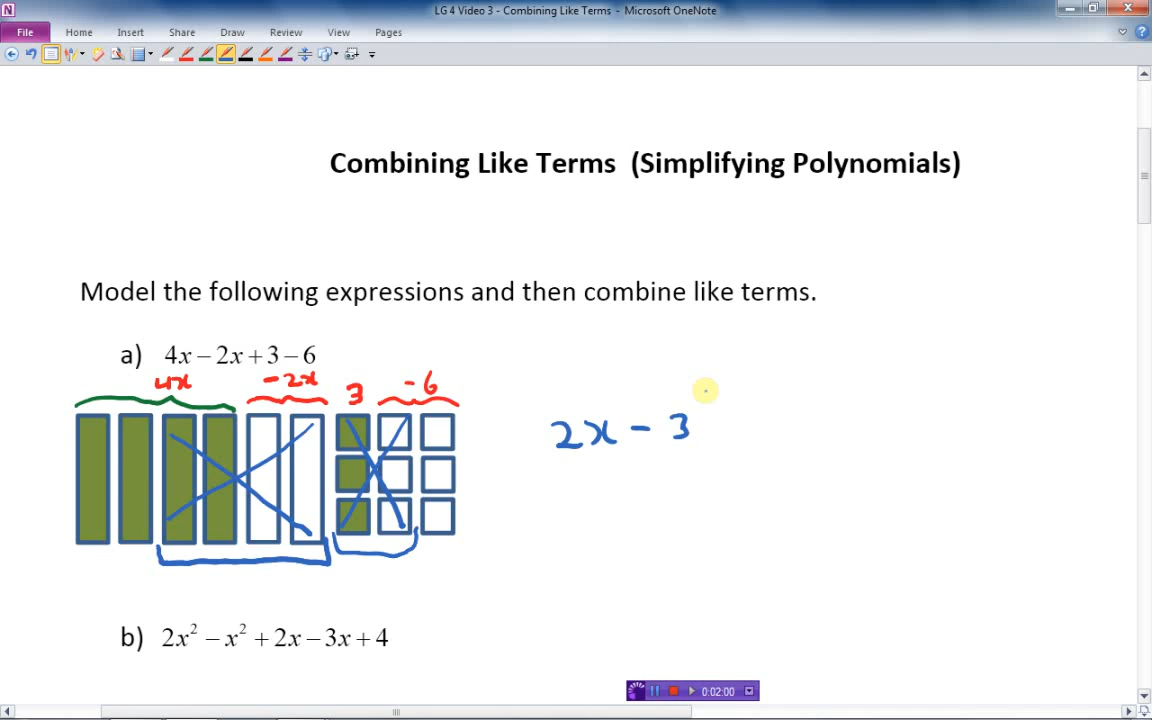 LG 4 Video 3 - Combining Like Terms - Microsoft OneNote
File Home Insert Share Draw Review View Pages
Combining Like Terms (Simplifying Polynomials)
Model the following expressions and then combine like terms.
a) 4x − 2x + 3 − 6
4x -2x 3 -6
2x - 3
b) 2x² − x² + 2x − 3x + 4
0:02:00